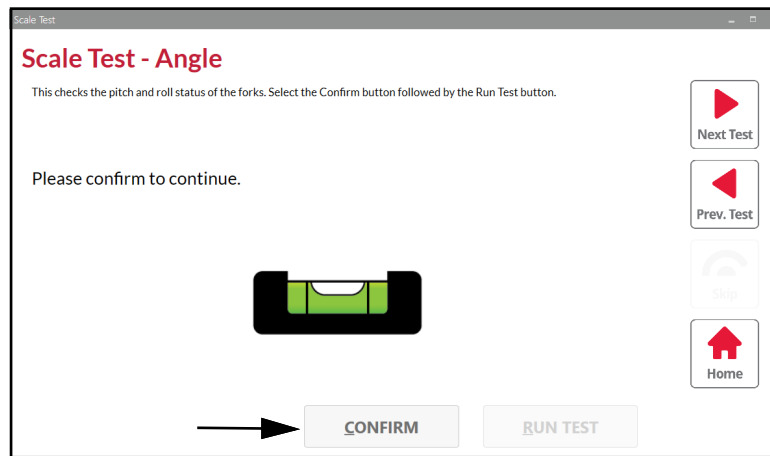 Scale Test
Scale Test - Angle
This checks the pitch and roll status of the forks. Select the Confirm button followed by the Run Test button.
Next Test
Please confirm to continue.
Prev. Test
Skip
Home
CONFIRM
RUN TEST